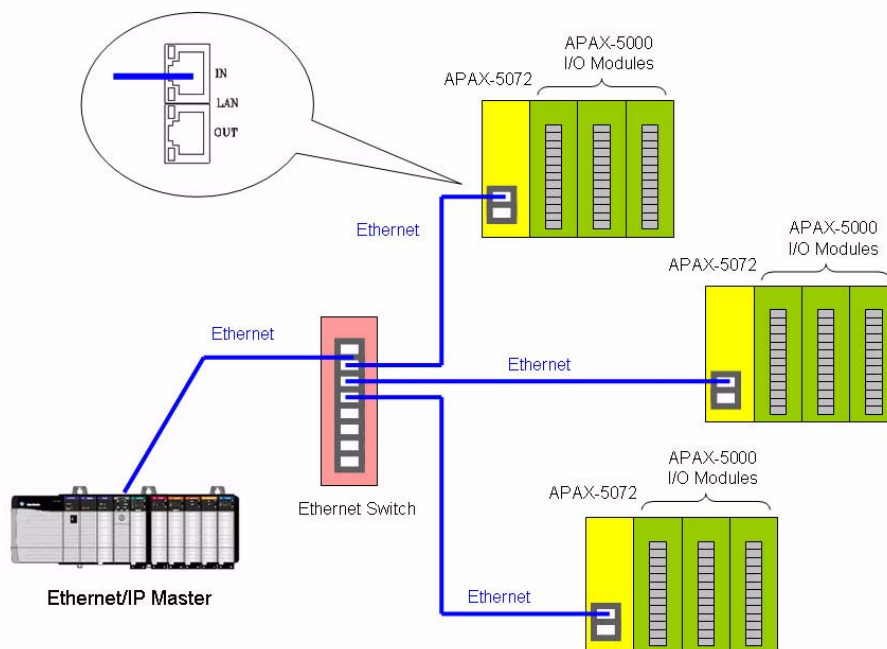 IN
LAN
OUT
APAX-5000
I/O Modules
APAX-5072
Ethernet
APAX-5000
I/O Modules
APAX-5072
Ethernet
Ethernet
APAX-5000
I/O Modules
APAX-5072
Ethernet Switch
Ethernet
Ethernet/IP Master